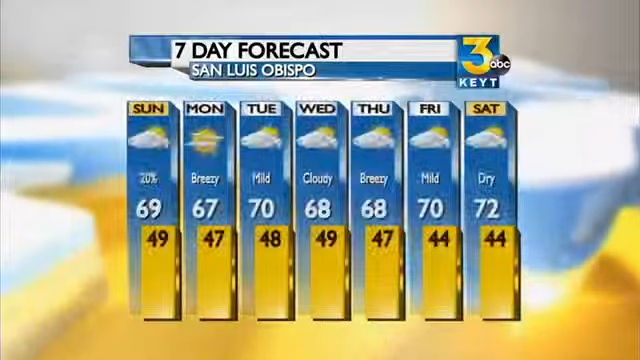 7 DAY FORECAST
SAN LUIS OBISPO
3 abc
KEYT
SUN MON TUE WED THU FRI SAT
20% Breezy Mild Cloudy Breezy Mild Dry
69 67 70 68 68 70 72
49 47 48 49 47 44 44